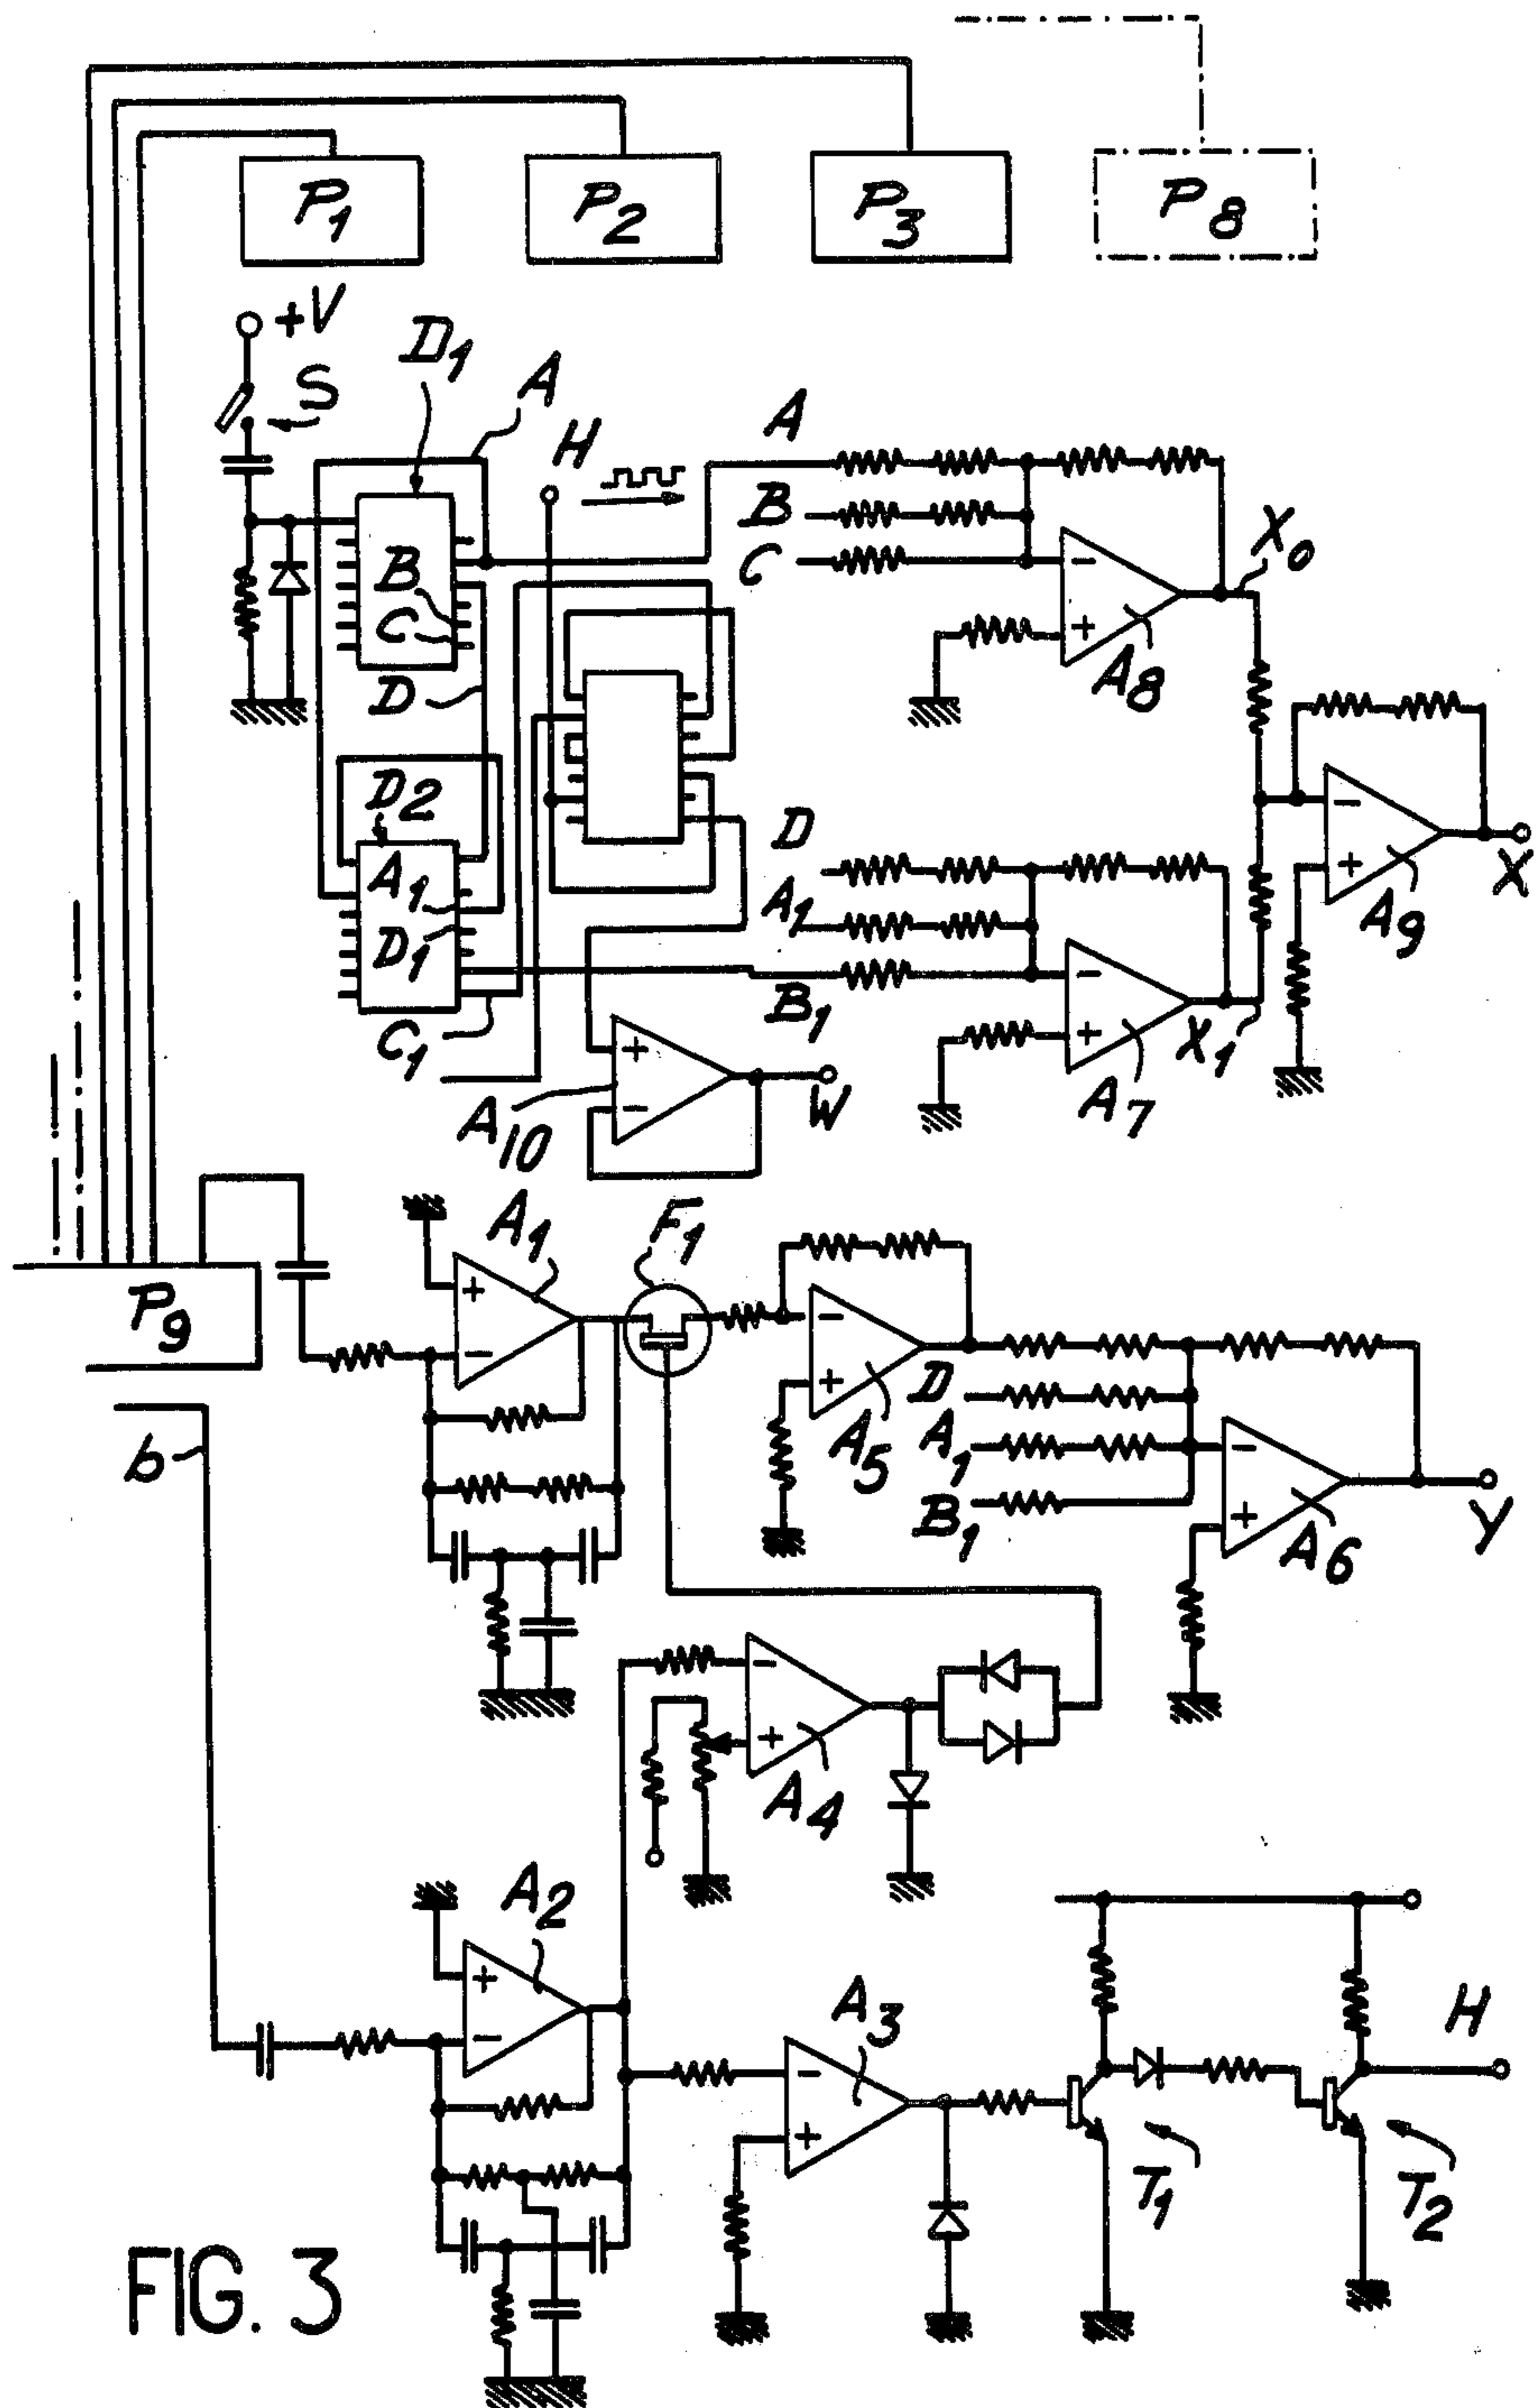 P1
P2
P3
P8
+V
S
D1
A
H
A
B
C
B
C
D
X0
A8
D2
A1
D1
C1
D
A1
B1
X1
A7
A9
X
A10
W
P9
b
A1
F1
A5
D
A1
B1
A6
Y
A4
A2
A3
T1
T2
H
FIG. 3